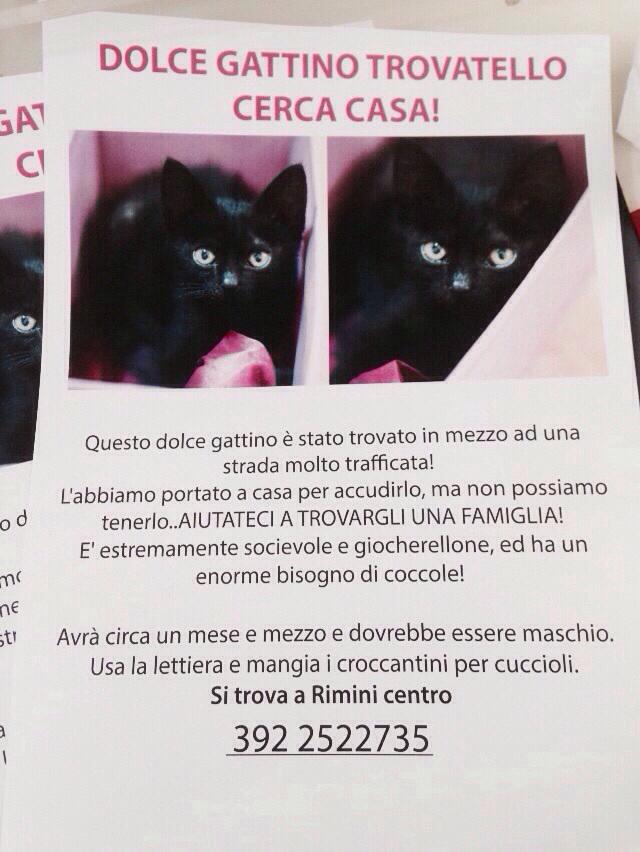 DOLCE GATTINO TROVATELLO
CERCA CASA!
Questo dolce gattino è stato trovato in mezzo ad una
strada molto trafficata!
L'abbiamo portato a casa per accudirlo, ma non possiamo
tenerlo..AIUTATECI A TROVARGLI UNA FAMIGLIA!
E' estremamente socievole e giocherellone, ed ha un
enorme bisogno di coccole!
Avrà circa un mese e mezzo e dovrebbe essere maschio.
Usa la lettiera e mangia i croccantini per cuccioli.
Si trova a Rimini centro
392 2522735